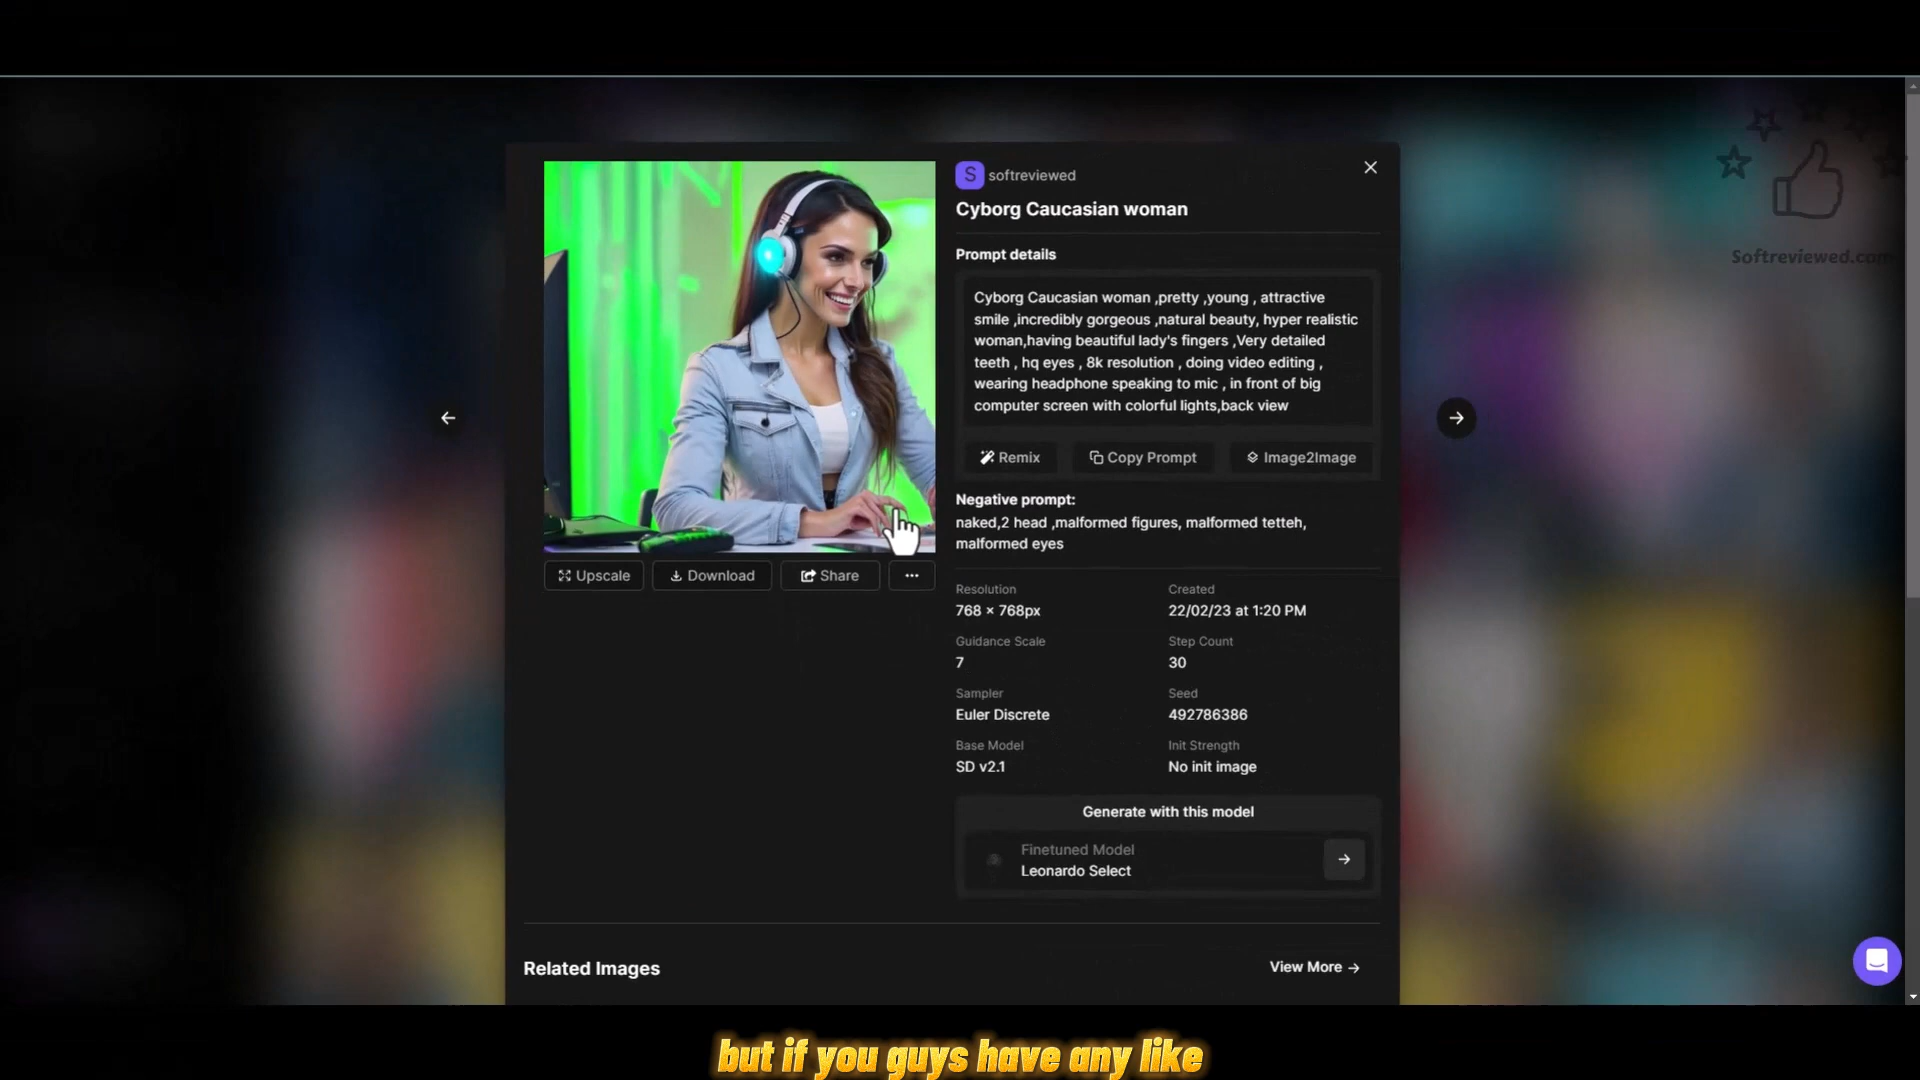 S softreviewed
Cyborg Caucasian woman
Prompt details
Cyborg Caucasian woman ,pretty ,young , attractive
smile ,incredibly gorgeous ,natural beauty, hyper realistic
woman,having beautiful lady's fingers ,Very detailed
teeth , hq eyes , 8k resolution , doing video editing ,
wearing headphone speaking to mic , in front of big
computer screen with colorful lights,back view
Remix Copy Prompt Image2Image
Negative prompt:
naked,2 head ,malformed figures, malformed tetteh,
malformed eyes
Upscale Download Share
Resolution Created
768 × 768px 22/02/23 at 1:20 PM
Guidance Scale Step Count
7 30
Sampler Seed
Euler Discrete 492786386
Base Model Init Strength
SD v2.1 No init image
Generate with this model
Finetuned Model
Leonardo Select
Related Images View More
Softreviewed.com
but if you guys have any like